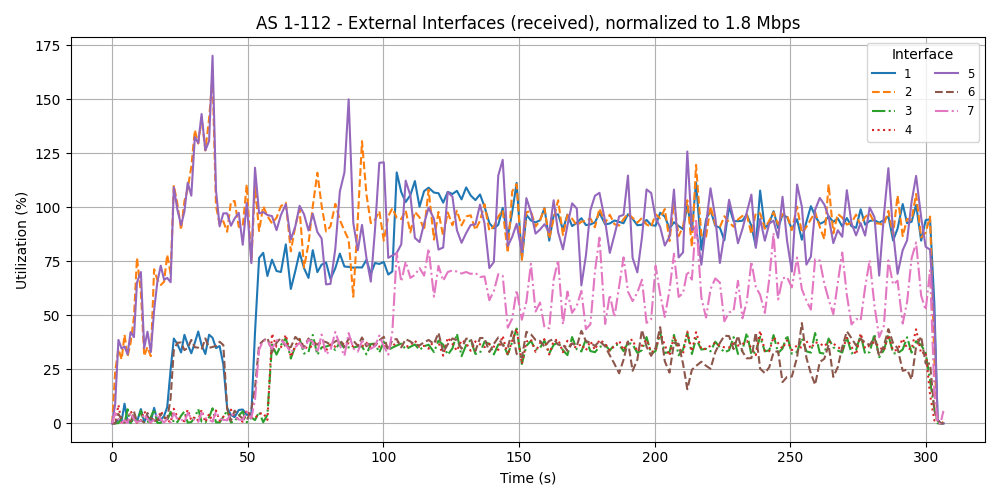 AS 1-112 - External Interfaces (received), normalized to 1.8 Mbps
Utilization (%)
175
150
125
100
75
50
25
0
0 50 100 150 200 250 300
Time (s)
Interface
1 5
2 6
3 7
4